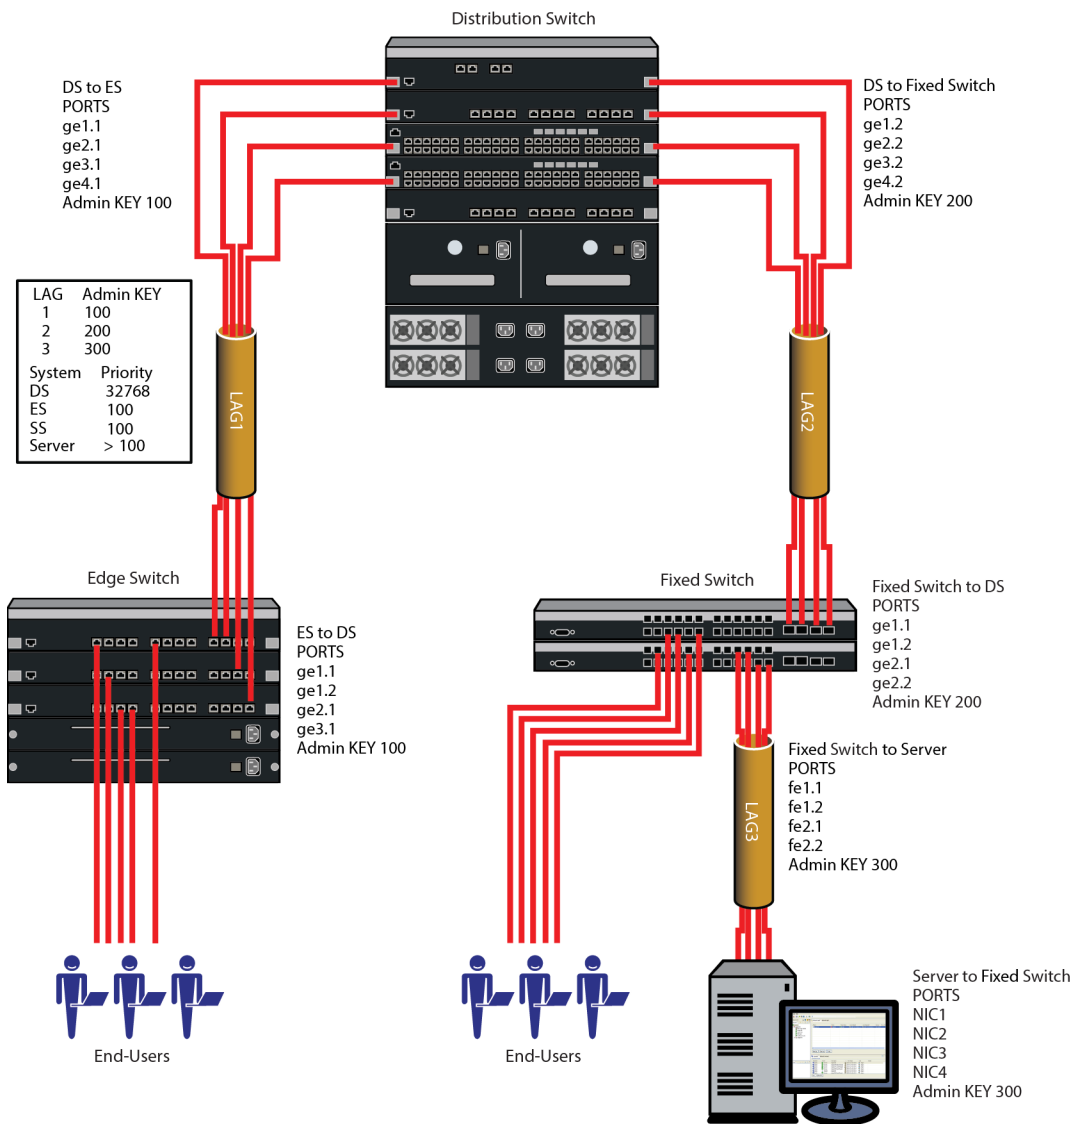 Distribution Switch
DS to ES
PORTS
ge1.1
ge2.1
ge3.1
ge4.1
Admin KEY 100
DS to Fixed Switch
PORTS
ge1.2
ge2.2
ge3.2
ge4.2
Admin KEY 200
LAG Admin KEY
1 100
2 200
3 300
System Priority
DS 32768
ES 100
SS 100
Server > 100
LAG1
LAG2
Edge Switch
ES to DS
PORTS
ge1.1
ge1.2
ge2.1
ge3.1
Admin KEY 100
Fixed Switch
Fixed Switch to DS
PORTS
ge1.1
ge1.2
ge2.1
ge2.2
Admin KEY 200
LAG3
Fixed Switch to Server
PORTS
fe1.1
fe1.2
fe2.1
fe2.2
Admin KEY 300
End-Users
End-Users
Server to Fixed Switch
PORTS
NIC1
NIC2
NIC3
NIC4
Admin KEY 300